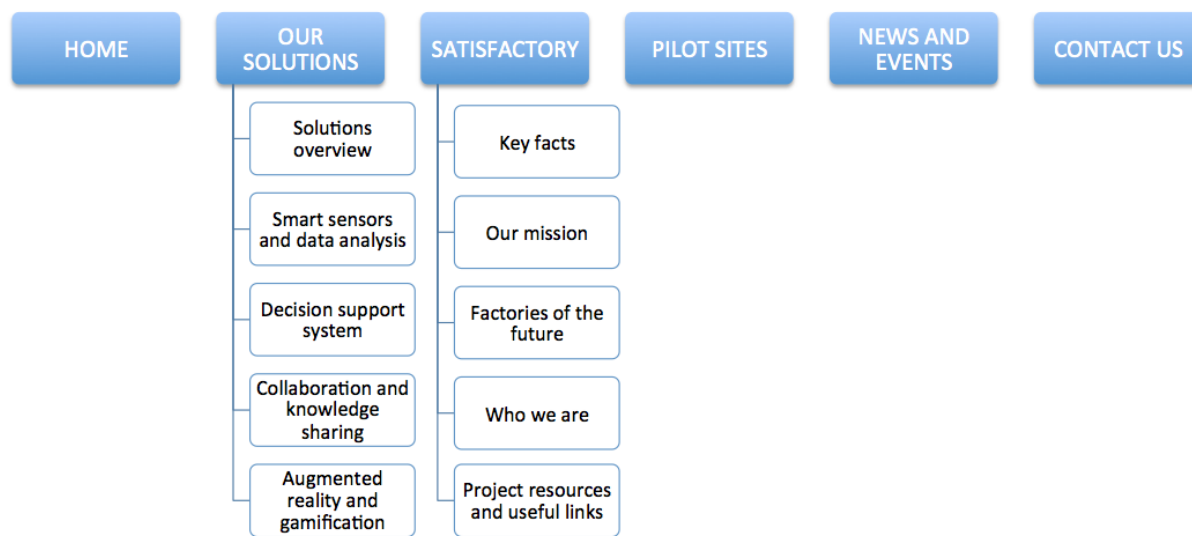 HOME
OUR
SOLUTIONS
SATISFACTORY
PILOT SITES
NEWS AND
EVENTS
CONTACT US
Solutions
overview
Smart sensors
and data analysis
Decision support
system
Collaboration and
knowledge
sharing
Augmented
reality and
gamification
Key facts
Our mission
Factories of the
future
Who we are
Project resources
and useful links